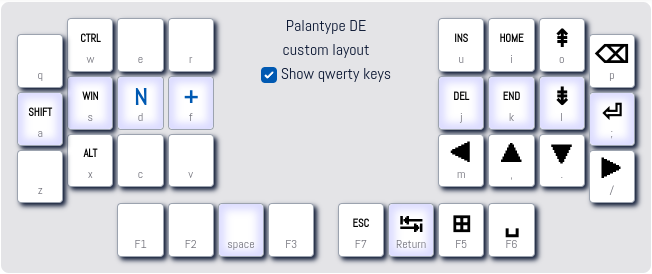 Palantype DE
custom layout
Show qwerty keys
q
CTRL
w
e
r
INS
u
HOME
i
o
p
SHIFT
a
WIN
s
N
d
+
f
DEL
j
END
k
l
;
z
ALT
x
c
v
m
,
.
/
F1
F2
space
F3
ESC
F7
Return
F5
F6